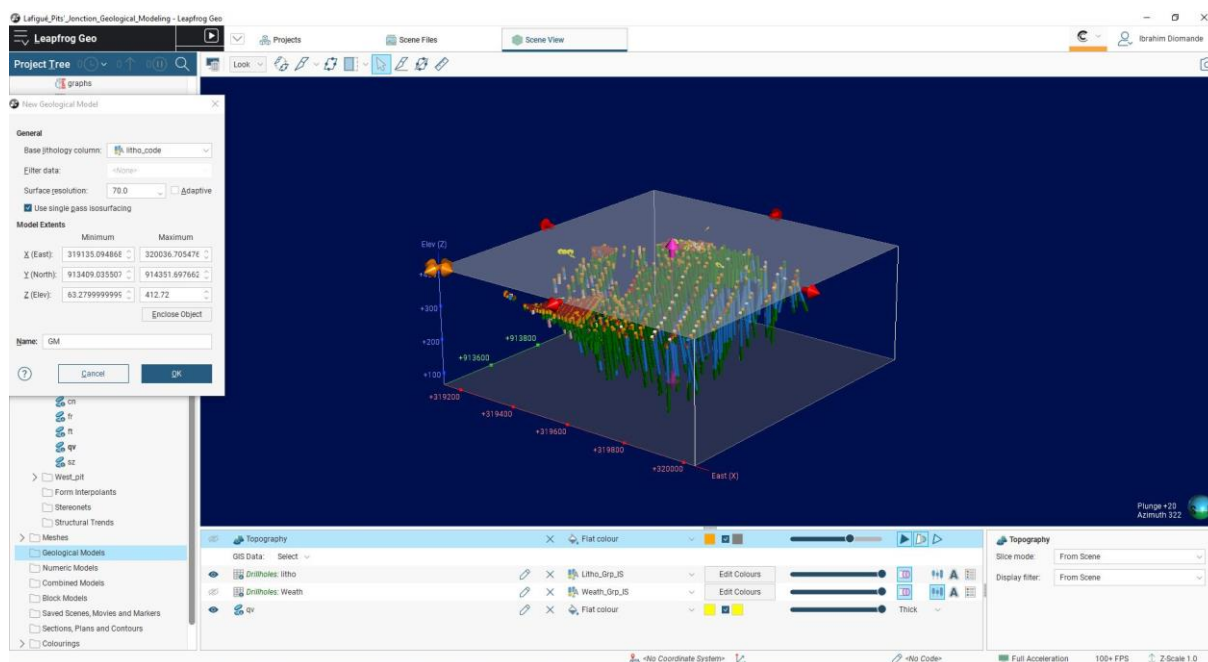 Lafigué_Pits'_Jonction_Geological_Modeling - Leapfrog Geo
Leapfrog Geo
Projects
Scene Files
Scene View
Ibrahim Diomande
Project Tree
Look
graphs
New Geological Model
General
Base lithology column: litho_code
Filter data: <None>
Surface resolution: 70.0 Adaptive
Use single pass isosurfacing
Model Extents
Minimum Maximum
X (East): 319135.094868 320036.705476
Y (North): 913409.035507 914351.697662
Z (Elev): 63.2799999999 412.72
Enclose Object
Name: GM
Cancel OK
cn
fr
ft
qv
sz
West_pit
Form Interpolants
Stereonets
Structural Trends
Meshes
Geological Models
Numeric Models
Combined Models
Block Models
Saved Scenes, Movies and Markers
Sections, Plans and Contours
Colourings
Elev (Z)
+300
+200
+100
+913800
+913600
+319200
+319400
+319600
+319800
+320000
East (X)
Plunge +20
Azimuth 322
Topography Flat colour
GIS Data: Select
Drillholes: litho Litho_Grp_IS Edit Colours
Drillholes: Weath Weath_Grp_IS Edit Colours
qv Flat colour Thick
Topography
Slice mode: From Scene
Display filter: From Scene
<No Coordinate System> <No Code> Full Acceleration 100+ FPS Z-Scale 1.0